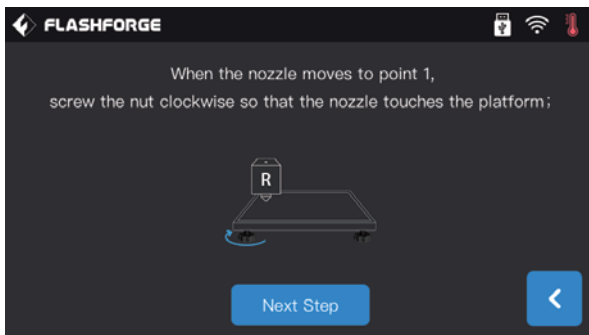 FLASHFORGE
When the nozzle moves to point 1,
screw the nut clockwise so that the nozzle touches the platform;
R
Next Step